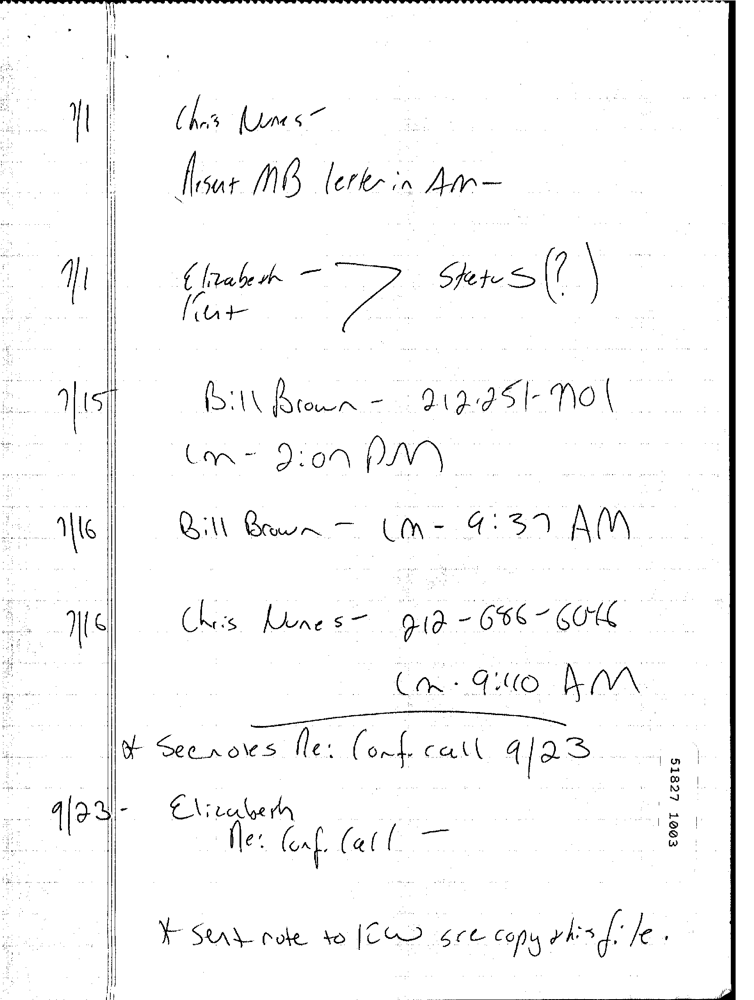 7/1 Chris Nunes-
Resent MB letter in AM-
7/1 Elizabeth - Status (?)
Kent
7/15 Bill Brown - 212-251-7701
LM - 2:07 PM
7/16 Bill Brown - LM - 9:37 AM
7/16 Chris Nunes- 212-686-6046
LM - 9:40 AM
* See notes Re: Conf. call 9/23
9/23 - Elizabeth
Re: Conf. Call -
* Sent note to KW see copy this file.
51827 1003